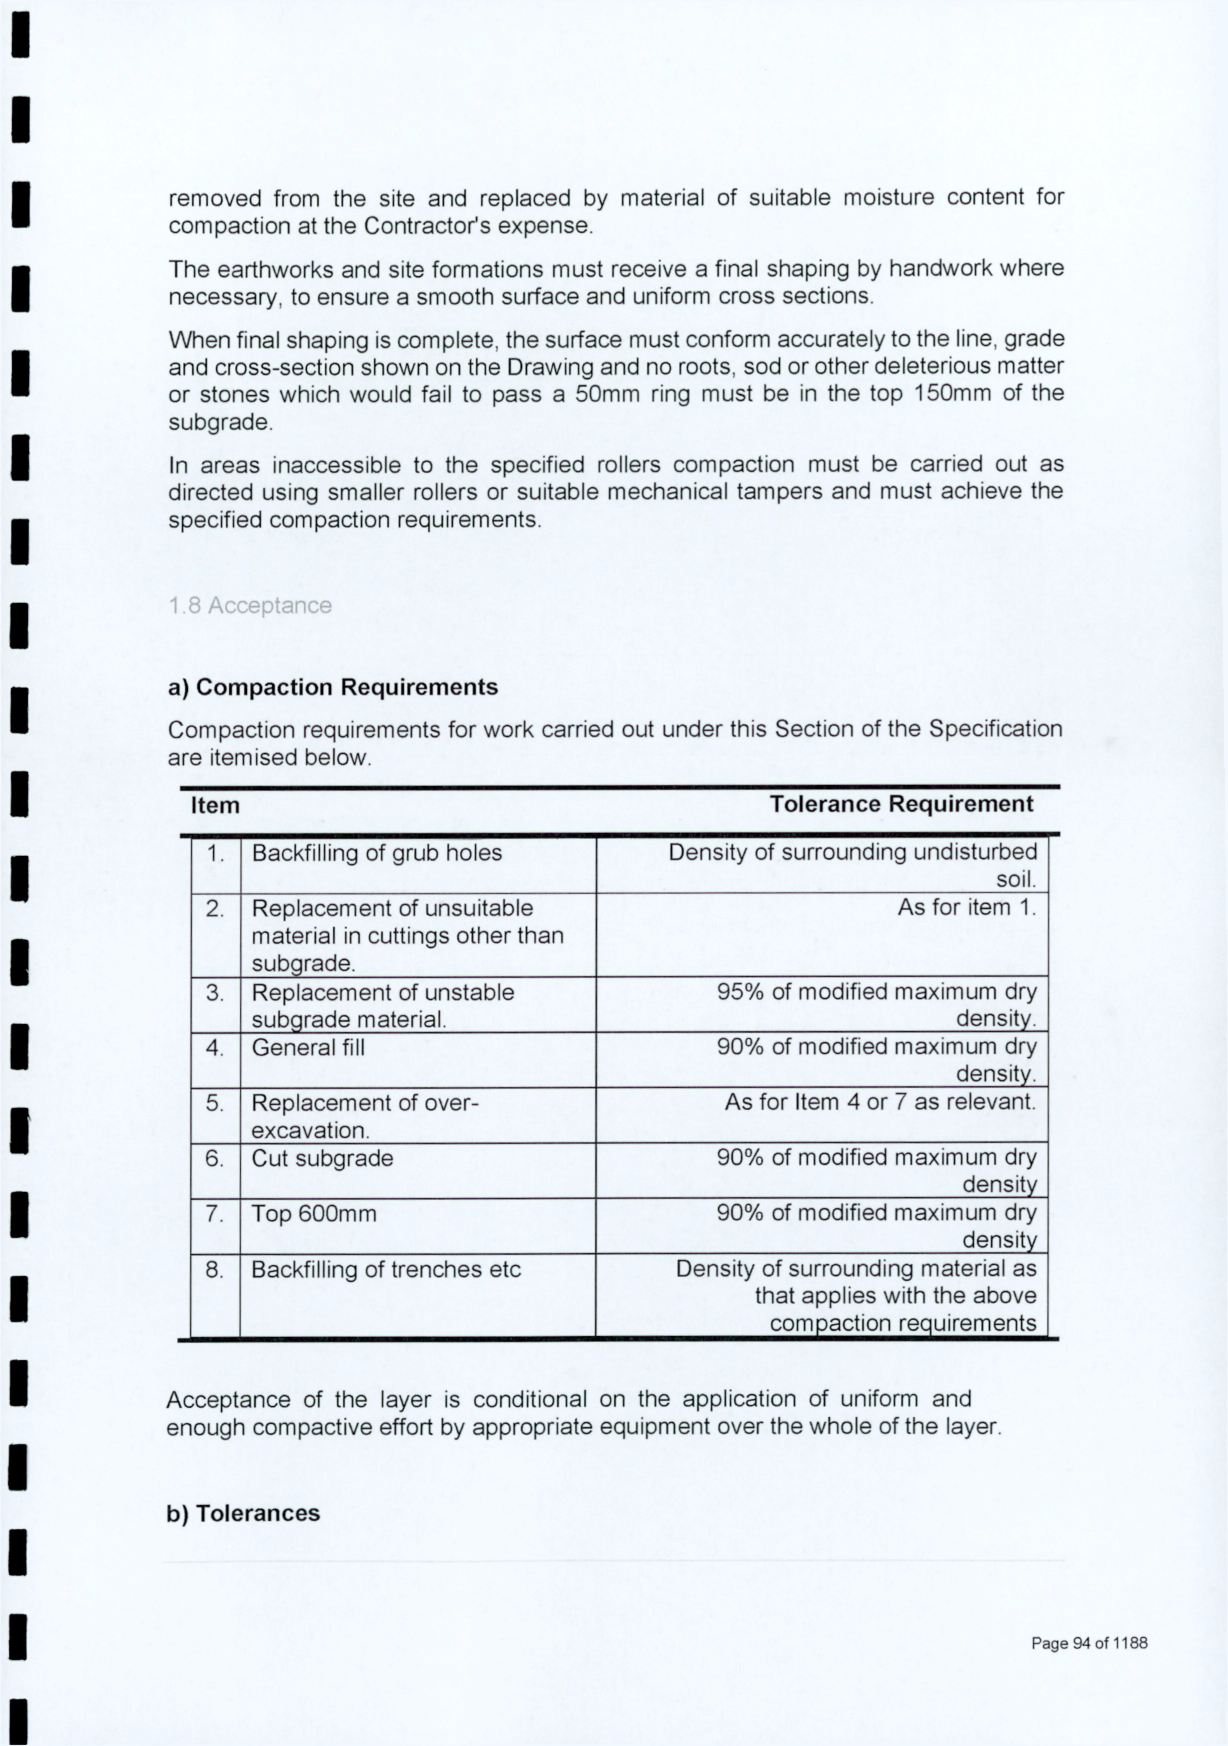 removed from the site and replaced by material of suitable moisture content for
compaction at the Contractor's expense.
The earthworks and site formations must receive a final shaping by handwork where
necessary, to ensure a smooth surface and uniform cross sections.
When final shaping is complete, the surface must conform accurately to the line, grade
and cross-section shown on the Drawing and no roots, sod or other deleterious matter
or stones which would fail to pass a 50mm ring must be in the top 150mm of the
subgrade.
In areas inaccessible to the specified rollers compaction must be carried out as
directed using smaller rollers or suitable mechanical tampers and must achieve the
specified compaction requirements.
1.8 Acceptance
a) Compaction Requirements
Compaction requirements for work carried out under this Section of the Specification
are itemised below.
Item Tolerance Requirement
1. Backfilling of grub holes Density of surrounding undisturbed
soil.
2. Replacement of unsuitable As for item 1.
material in cuttings other than
subgrade.
3. Replacement of unstable 95% of modified maximum dry
subgrade material. density.
4. General fill 90% of modified maximum dry
density.
5. Replacement of over- As for Item 4 or 7 as relevant.
excavation.
6. Cut subgrade 90% of modified maximum dry
density
7. Top 600mm 90% of modified maximum dry
density
8. Backfilling of trenches etc Density of surrounding material as
that applies with the above
compaction requirements
Acceptance of the layer is conditional on the application of uniform and
enough compactive effort by appropriate equipment over the whole of the layer.
b) Tolerances
Page 94 of 1188